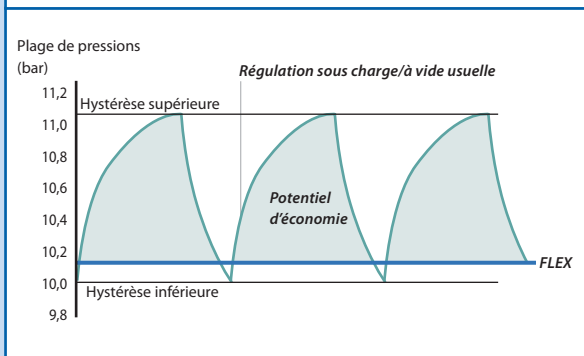 Plage de pressions
(bar)
Régulation sous charge/à vide usuelle
11,2
Hystérèse supérieure
11,0
10,8
10,6
Potentiel
d'économie
10,4
10,2
FLEX
10,0
Hystérèse inférieure
9,8